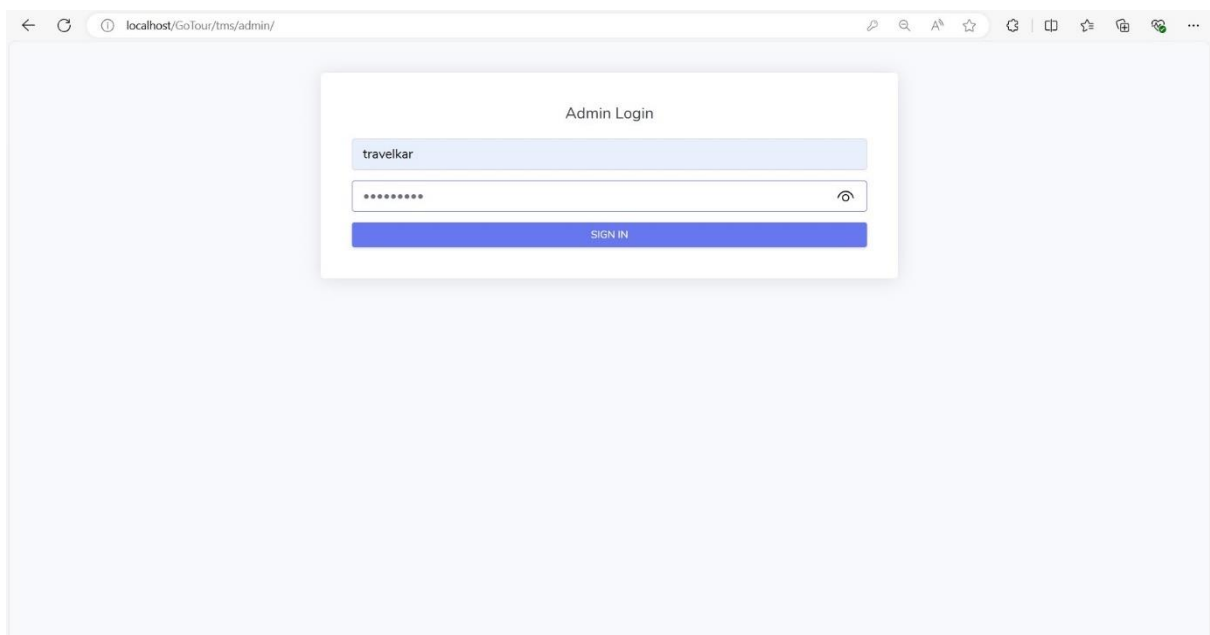 localhost/GoTour/tms/admin/
Admin Login
travelkar
•••••••••
SIGN IN